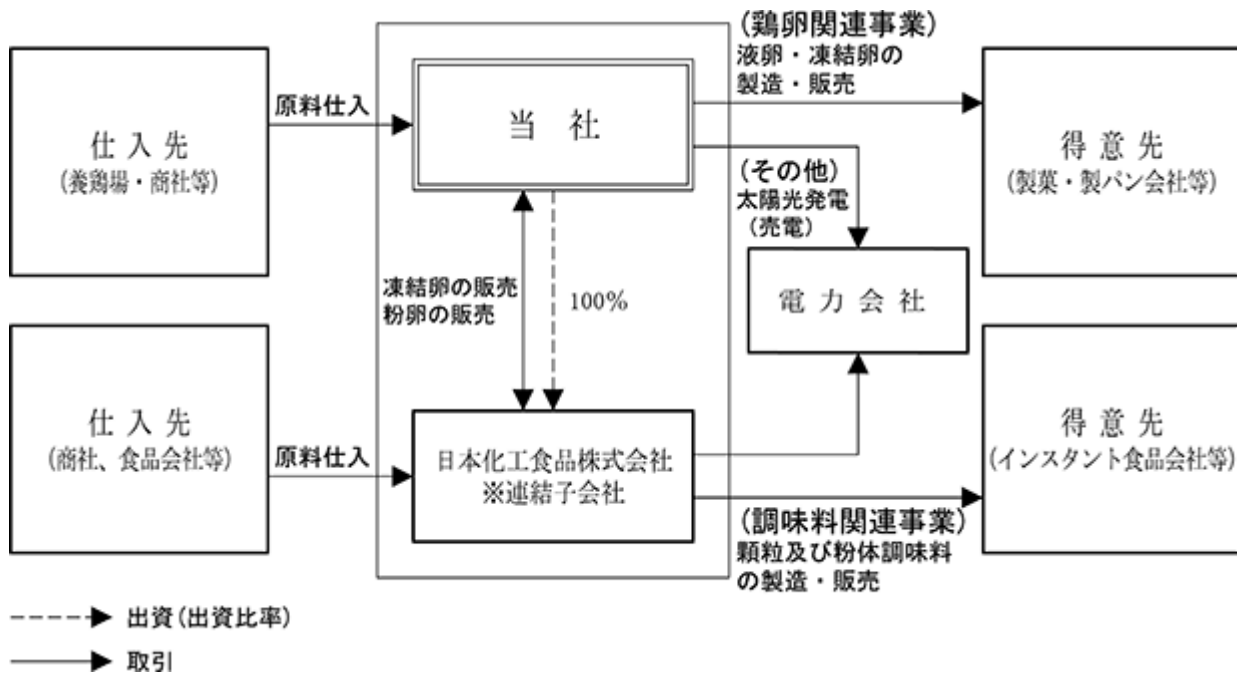 (鶏卵関連事業)
液卵・凍結卵の
製造・販売
原料仕入
仕入先
(養鶏場・商社等)
当社
得意先
(製菓・製パン会社等)
(その他)
太陽光発電
(売電)
凍結卵の販売
粉卵の販売
100%
電力会社
仕入先
(商社、食品会社等)
原料仕入
日本化工食品株式会社
※連結子会社
得意先
(インスタント食品会社等)
(調味料関連事業)
顆粒及び粉体調味料
の製造・販売
出資(出資比率)
取引